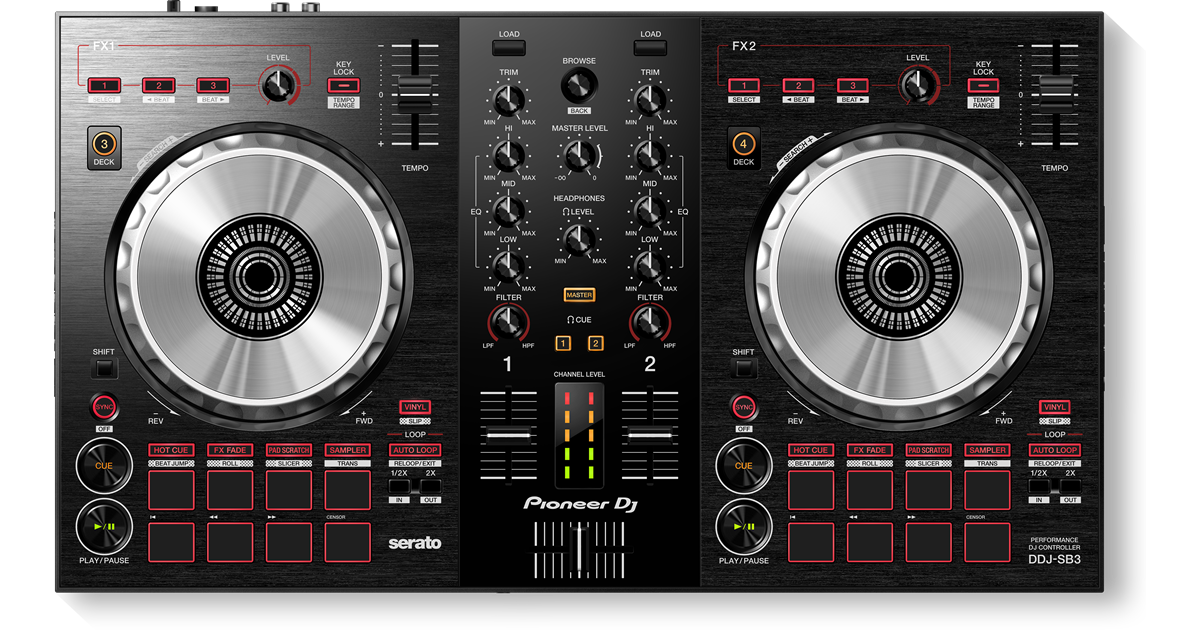 FX1
LEVEL
KEY
LOCK
1
2
3
SELECT
◄ BEAT
BEAT ►
TEMPO
RANGE
−
0
+
TEMPO
3
DECK
SEARCH +
SHIFT
SYNC
OFF
−
REV
+
FWD
CUE
►/❚❚
PLAY/PAUSE
HOT CUE
FX FADE
PAD SCRATCH
SAMPLER
BEAT JUMP
ROLL
SLICER
TRANS
VINYL
SLIP
LOOP
AUTO LOOP
RELOOP/EXIT
1/2X
2X
IN
OUT
I◄
◄◄
►►
CENSOR
serato
LOAD
LOAD
BROWSE
BACK
TRIM
MIN
MAX
TRIM
MIN
MAX
MASTER LEVEL
-∞
0
HI
MIN
MAX
HI
MIN
MAX
HEADPHONES
LEVEL
MIN
MAX
EQ
MID
MIN
MAX
MID
MIN
MAX
EQ
LOW
MIN
MAX
LOW
MIN
MAX
MASTER
FILTER
LPF
HPF
FILTER
LPF
HPF
CUE
1
2
1
2
CHANNEL LEVEL
Pioneer Dj
FX2
LEVEL
KEY
LOCK
1
2
3
SELECT
◄ BEAT
BEAT ►
TEMPO
RANGE
−
0
+
TEMPO
4
DECK
SEARCH +
SHIFT
SYNC
OFF
−
REV
+
FWD
CUE
►/❚❚
PLAY/PAUSE
HOT CUE
FX FADE
PAD SCRATCH
SAMPLER
BEAT JUMP
ROLL
SLICER
TRANS
VINYL
SLIP
LOOP
AUTO LOOP
RELOOP/EXIT
1/2X
2X
IN
OUT
I◄
◄◄
►►
CENSOR
PERFORMANCE
DJ CONTROLLER
DDJ-SB3